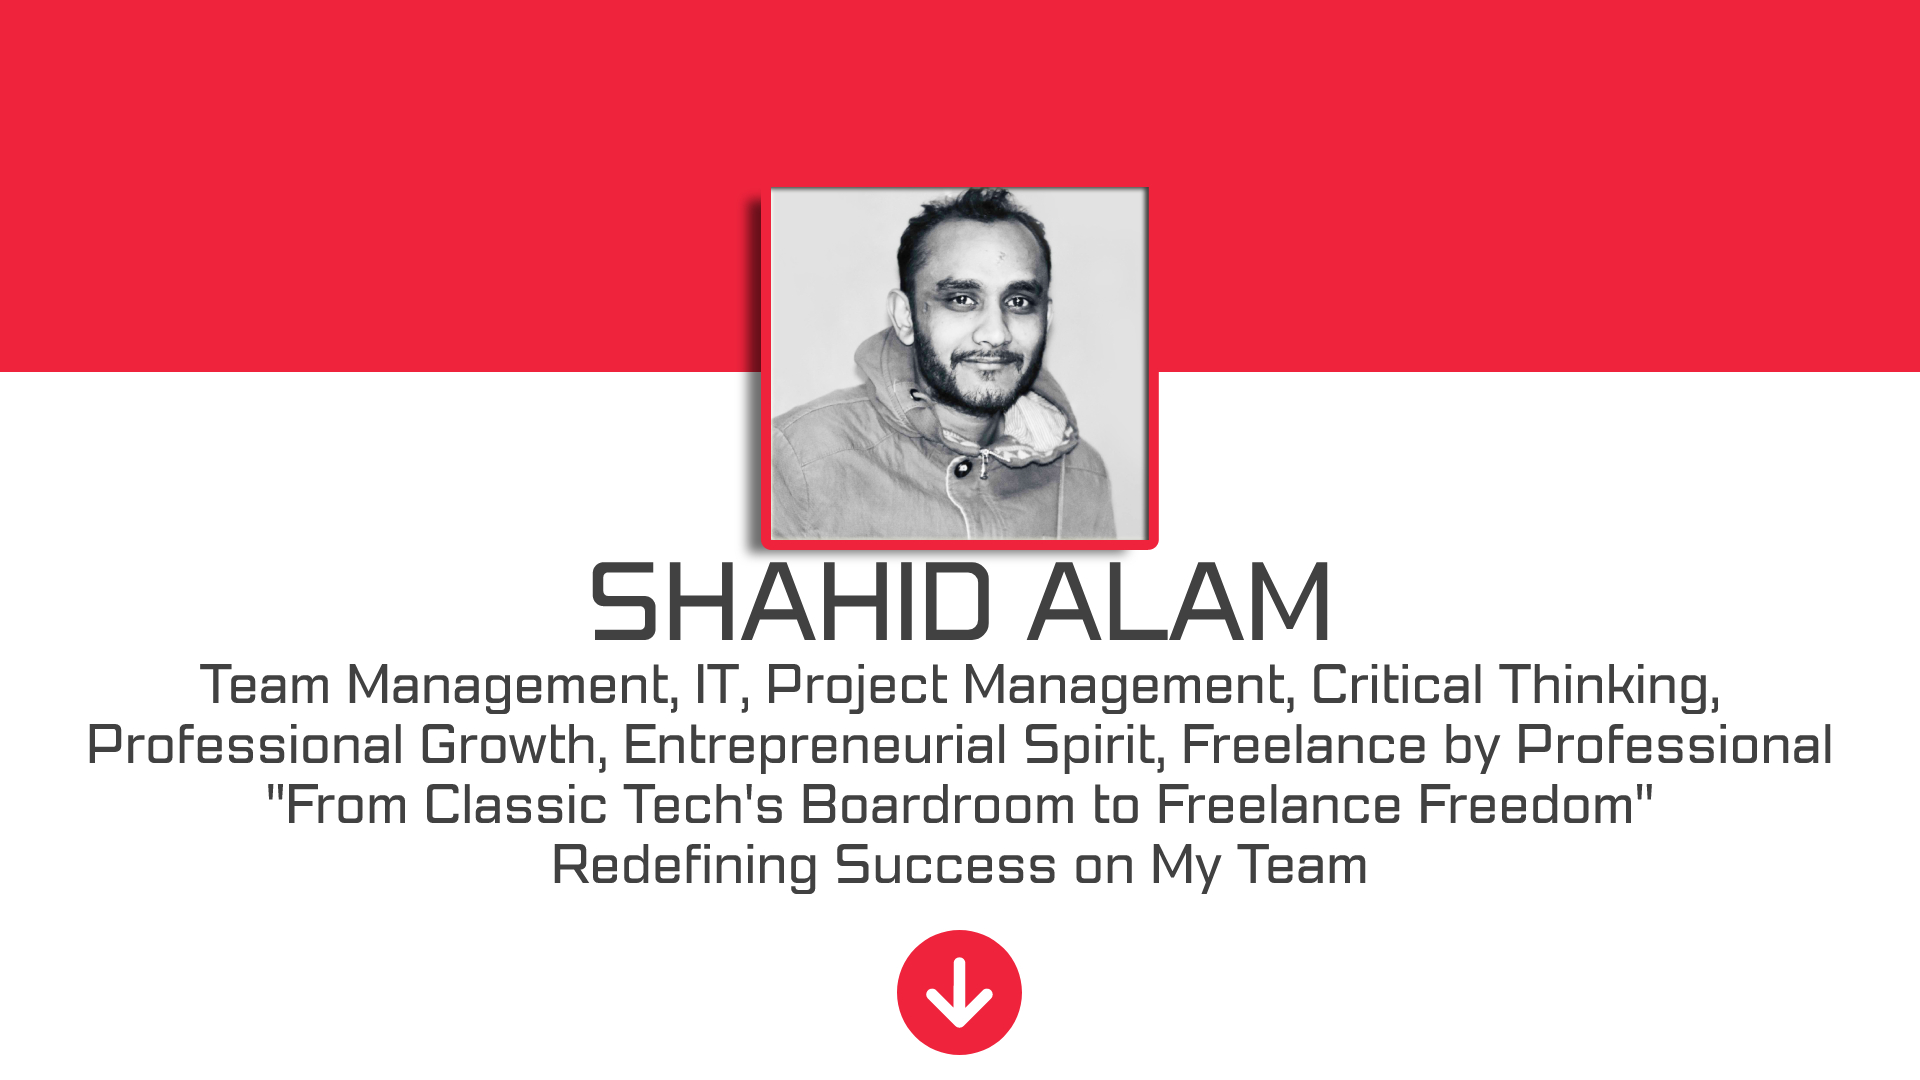 SHAHID ALAM
Team Management, IT, Project Management, Critical Thinking,
Professional Growth, Entrepreneurial Spirit, Freelance by Professional
"From Classic Tech's Boardroom to Freelance Freedom"
Redefining Success on My Team